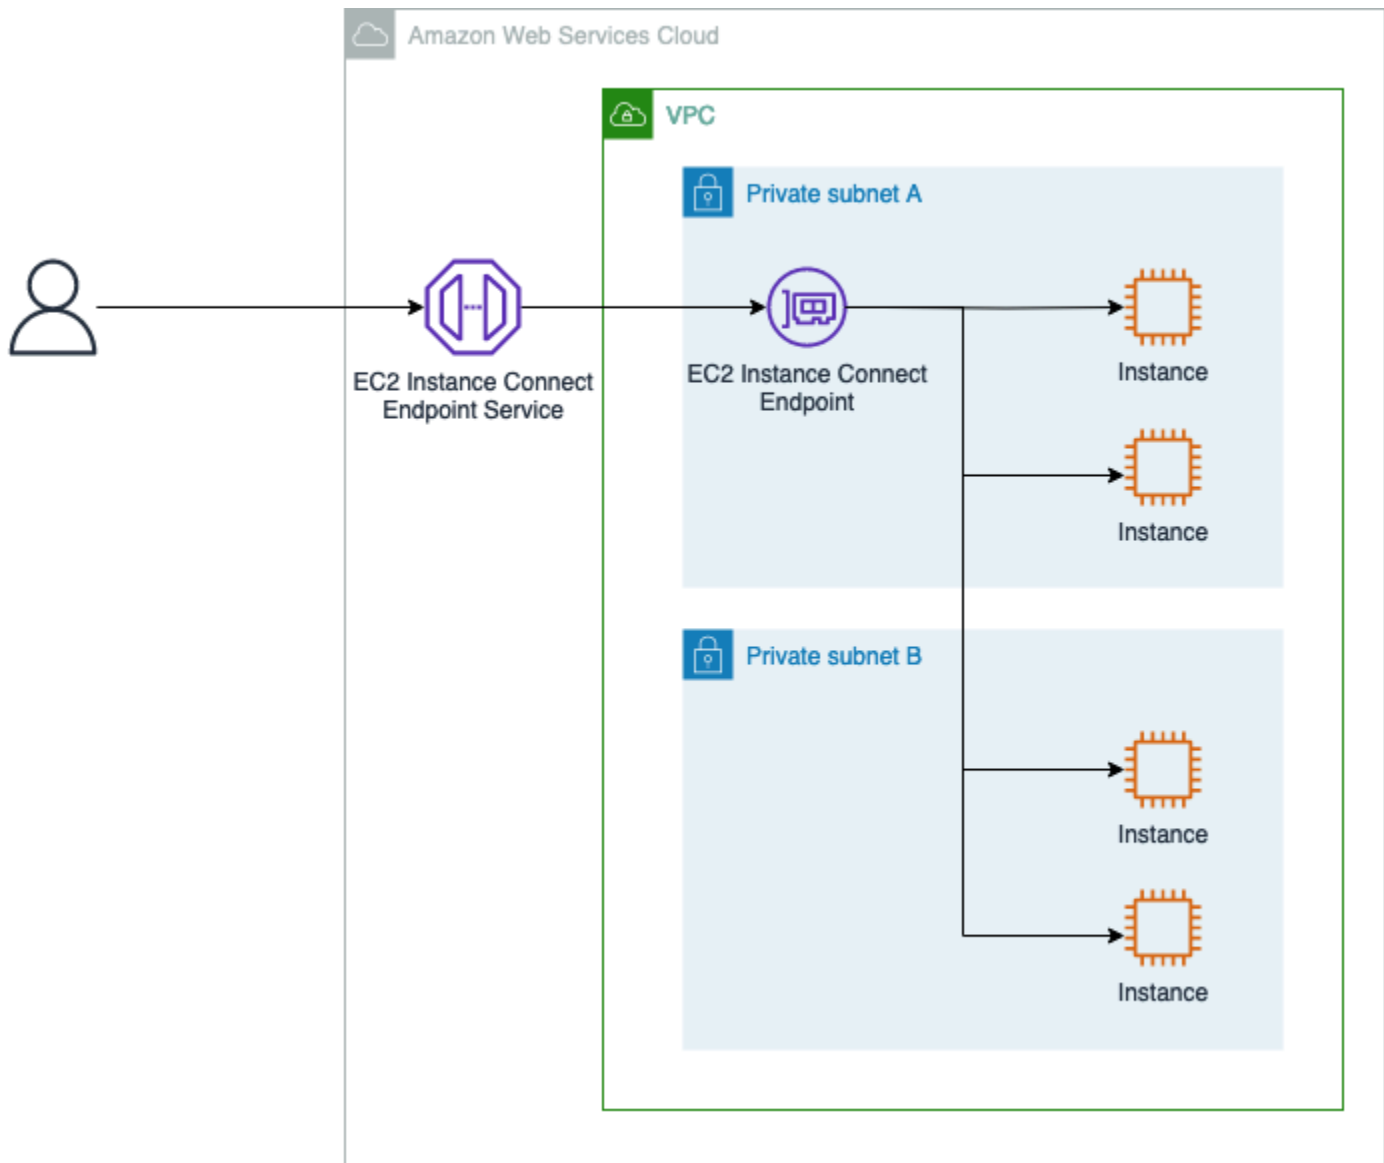 Amazon Web Services Cloud
VPC
Private subnet A
EC2 Instance Connect
Endpoint Service
EC2 Instance Connect
Endpoint
Instance
Instance
Private subnet B
Instance
Instance